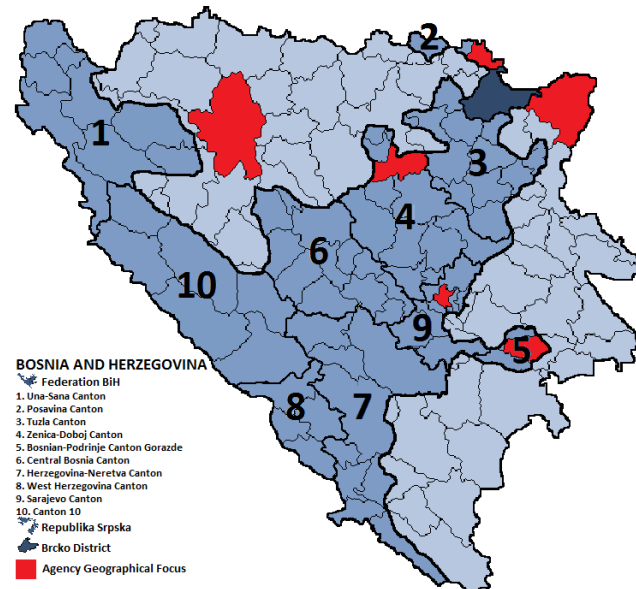 2
1
3
4
6
10
9
5
8
7
BOSNIA AND HERZEGOVINA
Federation BiH
1. Una-Sana Canton
2. Posavina Canton
3. Tuzla Canton
4. Zenica-Doboj Canton
5. Bosnian-Podrinje Canton Gorazde
6. Central Bosnia Canton
7. Herzegovina-Neretva Canton
8. West Herzegovina Canton
9. Sarajevo Canton
10. Canton 10
Republika Srpska
Brcko District
Agency Geographical Focus